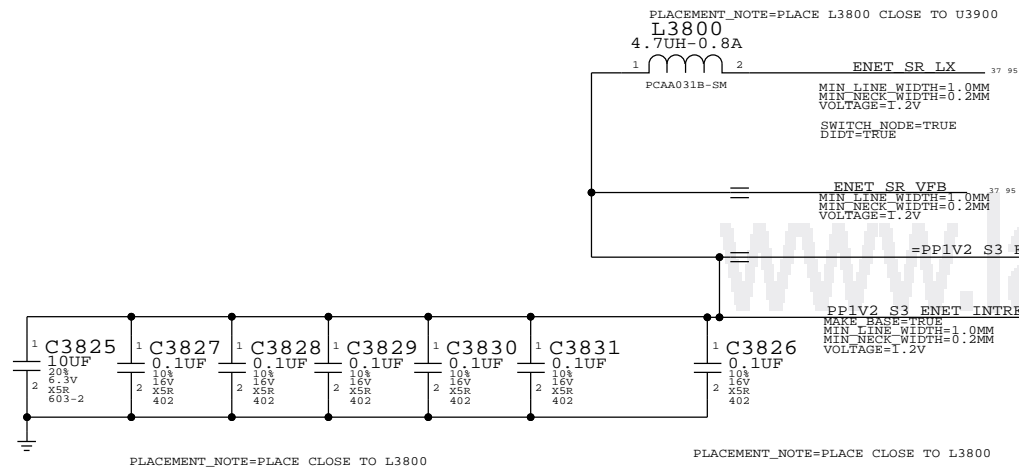 PLACEMENT_NOTE=PLACE L3800 CLOSE TO U3900
L3800
4.7UH-0.8A
1 2
PCAA031B-SM
ENET_SR_LX 37 95
MIN_LINE_WIDTH=1.0MM
MIN_NECK_WIDTH=0.2MM
VOLTAGE=1.2V
SWITCH_NODE=TRUE
DIDT=TRUE
ENET_SR_VFB 37 95
MIN_LINE_WIDTH=1.0MM
MIN_NECK_WIDTH=0.2MM
VOLTAGE=1.2V
www.
=PP1V2_S3_
PP1V2_S3_ENET_INTRE
MAKE_BASE=TRUE
MIN_LINE_WIDTH=1.0MM
MIN_NECK_WIDTH=0.2MM
VOLTAGE=1.2V
1 C3825
10UF
20%
2 6.3V
X5R
603-2
1 C3827
0.1UF
10%
2 16V
X5R
402
1 C3828
0.1UF
10%
2 16V
X5R
402
1 C3829
0.1UF
10%
2 16V
X5R
402
1 C3830
0.1UF
10%
2 16V
X5R
402
1 C3831
0.1UF
10%
2 16V
X5R
402
1 C3826
0.1UF
10%
2 16V
X5R
402
PLACEMENT_NOTE=PLACE CLOSE TO L3800
PLACEMENT_NOTE=PLACE CLOSE TO L3800